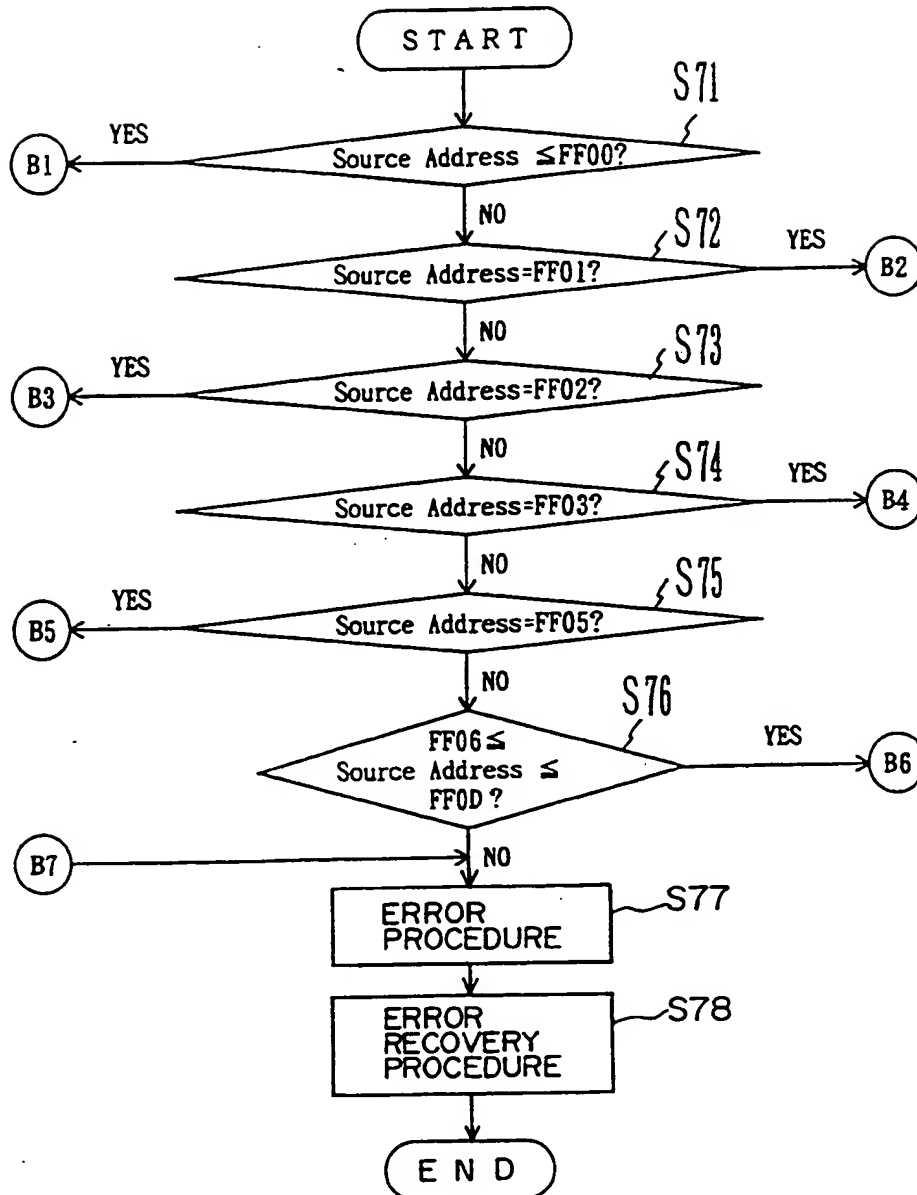 START
S71
YES
B1
Source Address ≦FF00?
NO
S72
YES
Source Address=FF01?
B2
NO
S73
YES
B3
Source Address=FF02?
NO
S74
YES
Source Address=FF03?
B4
NO
S75
YES
B5
Source Address=FF05?
NO
S76
FF06≦
Source Address ≦
FF0D?
YES
B6
B7
NO
ERROR
PROCEDURE
S77
ERROR
RECOVERY
PROCEDURE
S78
END